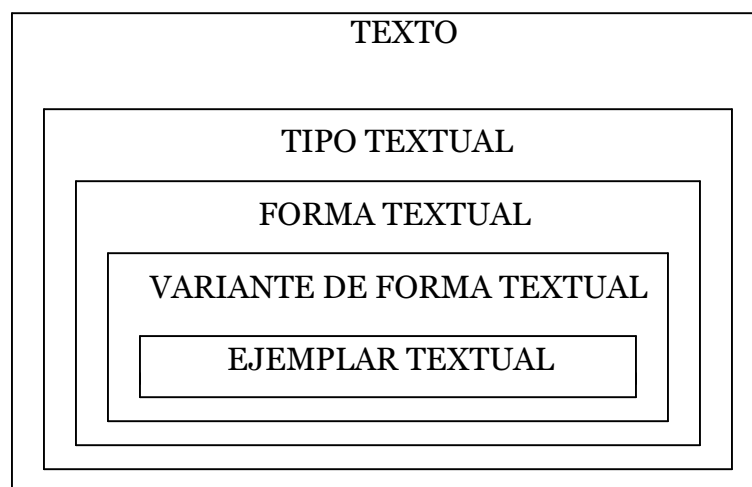 TEXTO
TIPO TEXTUAL
FORMA TEXTUAL
VARIANTE DE FORMA TEXTUAL
EJEMPLAR TEXTUAL